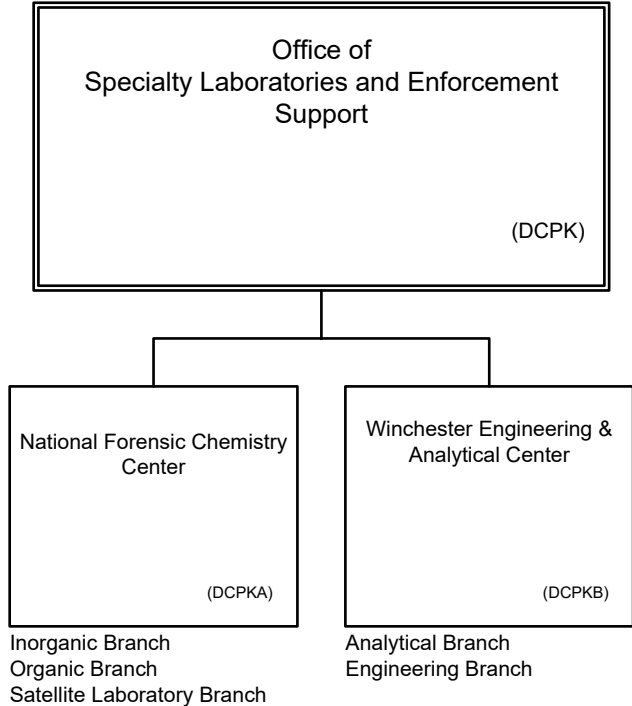 Office of
Specialty Laboratories and Enforcement
Support
(DCPK)
National Forensic Chemistry
Center
(DCPKA)
Inorganic Branch
Organic Branch
Satellite Laboratory Branch
Winchester Engineering &
Analytical Center
(DCPKB)
Analytical Branch
Engineering Branch